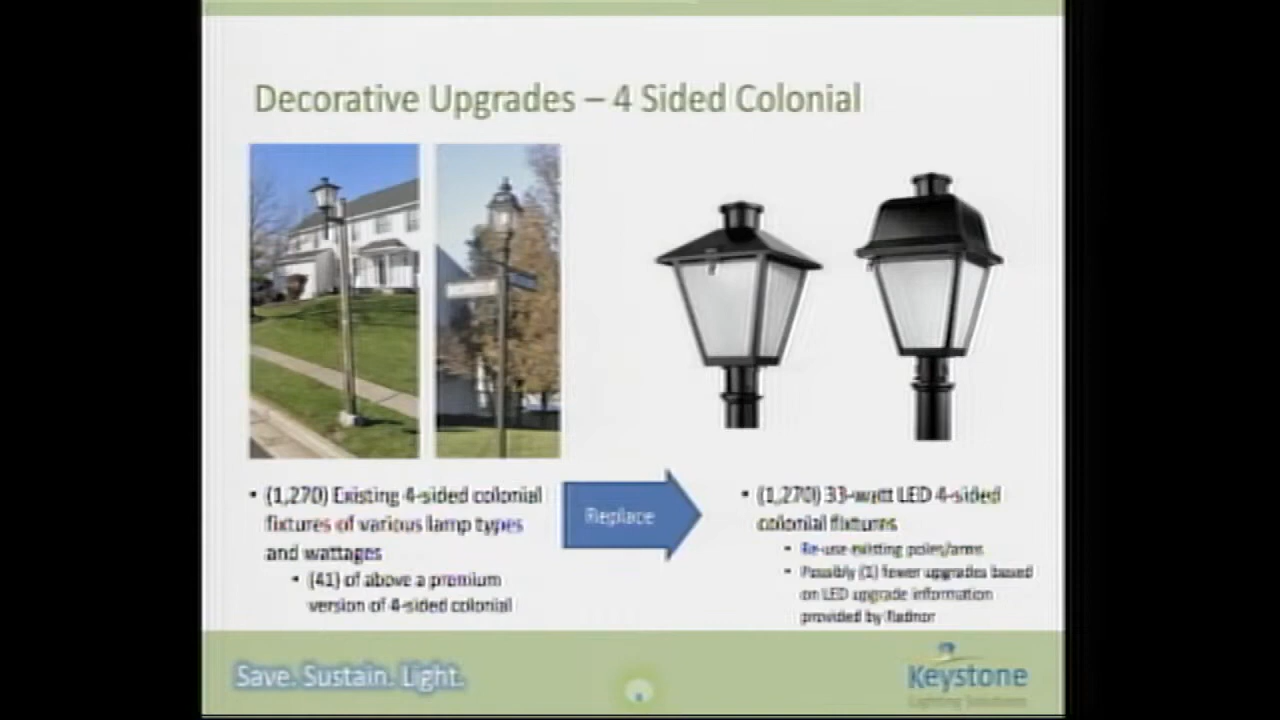 Decorative Upgrades – 4 Sided Colonial
• (1,270) Existing 4-sided colonial
fixtures of various lamp types
and wattages
• (41) of above a premium
version of 4-sided colonial
Replace
• (1,270) 33-watt LED 4-sided
colonial fixtures
• Re-use existing poles/arms
• Possibly (1) fewer upgrades based
on LED upgrade information
provided by Radnor
Save. Sustain. Light.
Keystone
Lighting Solutions